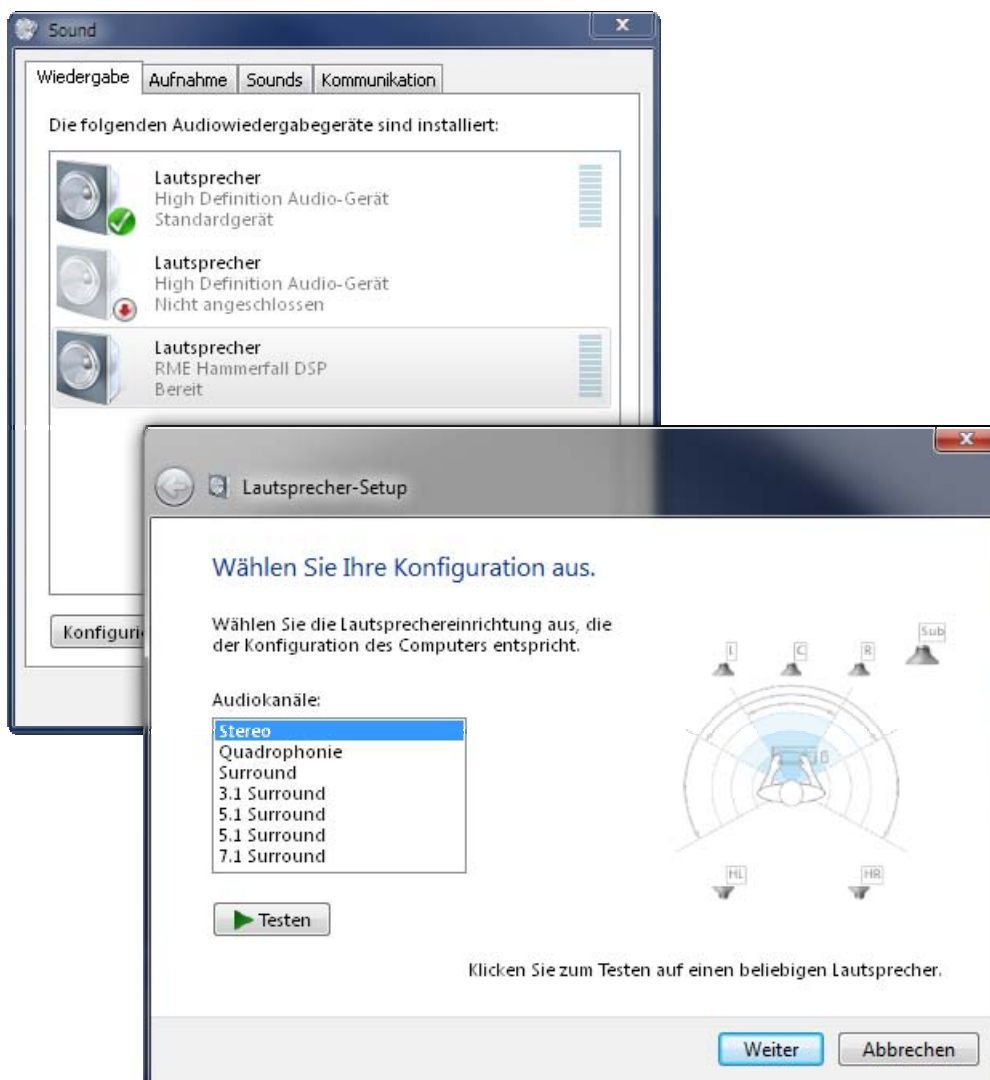 Sound
Wiedergabe Aufnahme Sounds Kommunikation
Die folgenden Audiowiedergabegeräte sind installiert:
Lautsprecher
High Definition Audio-Gerät
Standardgerät
Lautsprecher
High Definition Audio-Gerät
Nicht angeschlossen
Lautsprecher
RME Hammerfall DSP
Bereit
Konfiguri
Lautsprecher-Setup
Wählen Sie Ihre Konfiguration aus.
Wählen Sie die Lautsprechereinrichtung aus, die
der Konfiguration des Computers entspricht.
Audiokanäle:
Stereo
Quadrophonie
Surround
3.1 Surround
5.1 Surround
5.1 Surround
7.1 Surround
Testen
L C R Sub
HL HR
Klicken Sie zum Testen auf einen beliebigen Lautsprecher.
Weiter Abbrechen